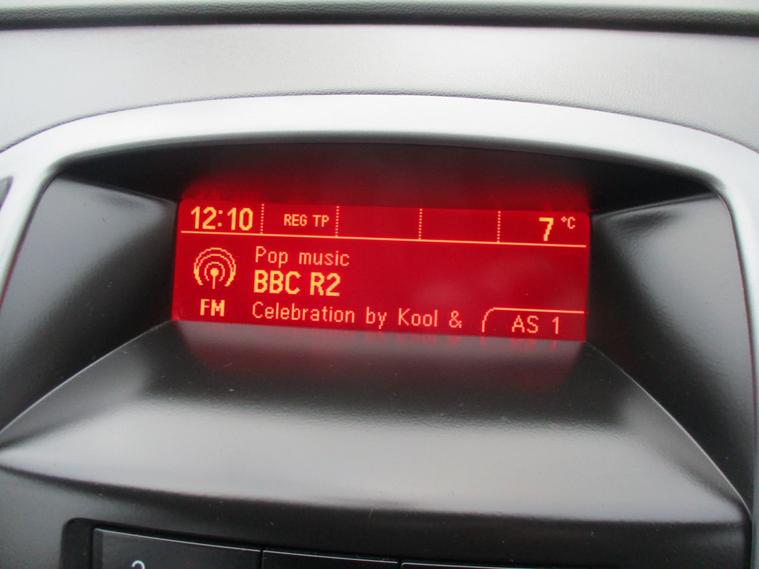 12:10 REG TP 7 °C
Pop music
BBC R2
FM Celebration by Kool & AS 1